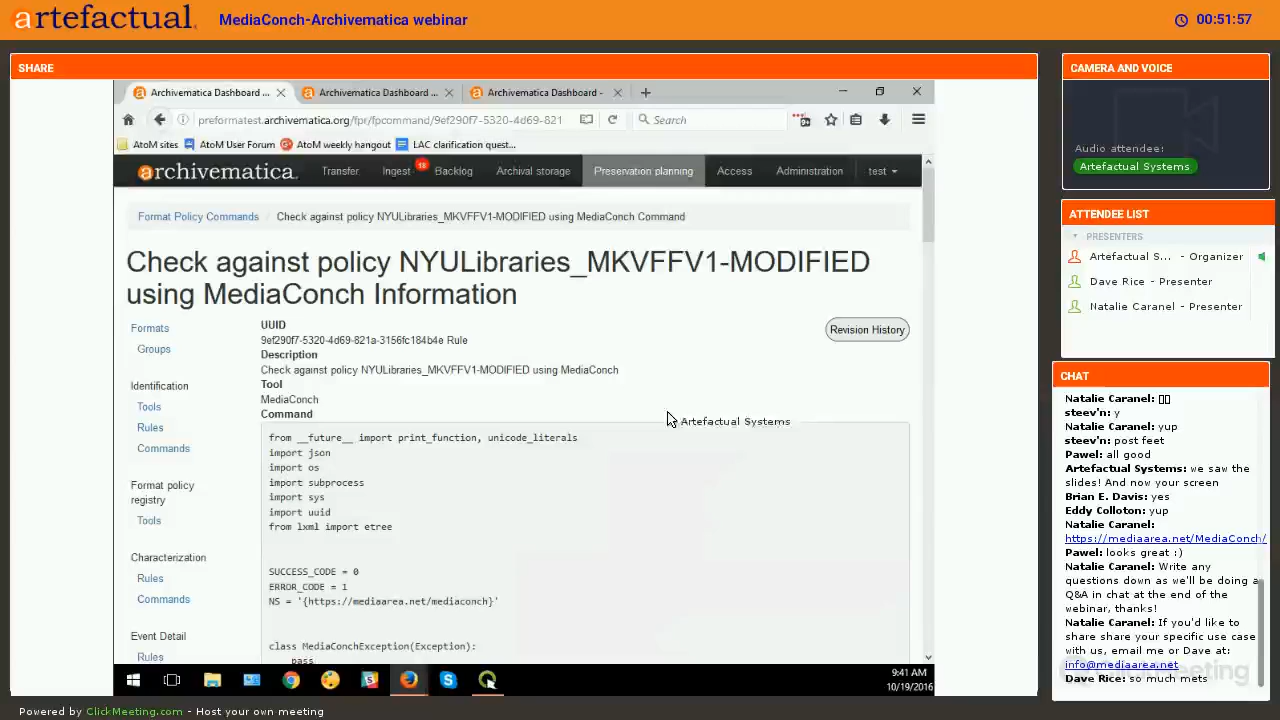 artefactual
MediaConch-Archivematica webinar
00:51:57
SHARE
Archivematica Dashboard ...
Archivematica Dashboard ...
Archivematica Dashboard -
preformatest.archivematica.org/fpr/fpcommand/9ef290f7-5320-4d69-821
Search
AtoM sites
AtoM User Forum
AtoM weekly hangout
LAC clarification quest...
archivematica
Transfer
Ingest
18
Backlog
Archival storage
Preservation planning
Access
Administration
test
Format Policy Commands
Check against policy NYULibraries_MKVFFV1-MODIFIED using MediaConch Command
Check against policy NYULibraries_MKVFFV1-MODIFIED
using MediaConch Information
Revision History
Formats
Groups
Identification
Tools
Rules
Commands
Format policy
registry
Tools
Characterization
Rules
Commands
Event Detail
Rules
UUID
9ef290f7-5320-4d69-821a-3156fc184b4e Rule
Description
Check against policy NYULibraries_MKVFFV1-MODIFIED using MediaConch
Tool
MediaConch
Command
Artefactual Systems
from __future__ import print_function, unicode_literals
import json
import os
import subprocess
import sys
import uuid
from lxml import etree
SUCCESS_CODE = 0
ERROR_CODE = 1
NS = '{https://mediaarea.net/mediaconch}'
class MediaConchException(Exception):
pass
9:41 AM
10/19/2016
CAMERA AND VOICE
Audio attendee:
Artefactual Systems
ATTENDEE LIST
PRESENTERS
Artefactual S... - Organizer
Dave Rice - Presenter
Natalie Caranel - Presenter
CHAT
Natalie Caranel:
steev'n: y
Natalie Caranel: yup
steev'n: post feet
Pawel: all good
Artefactual Systems: we saw the
slides! And now your screen
Brian E. Davis: yes
Eddy Colloton: yup
Natalie Caranel:
https://mediaarea.net/MediaConch/
Pawel: looks great :)
Natalie Caranel: Write any
questions down as we'll be doing a
Q&A in chat at the end of the
webinar, thanks!
Natalie Caranel: If you'd like to
share share your specific use case
with us, email me or Dave at:
info@mediaarea.net
Dave Rice: so much mets
Powered by ClickMeeting.com - Host your own meeting